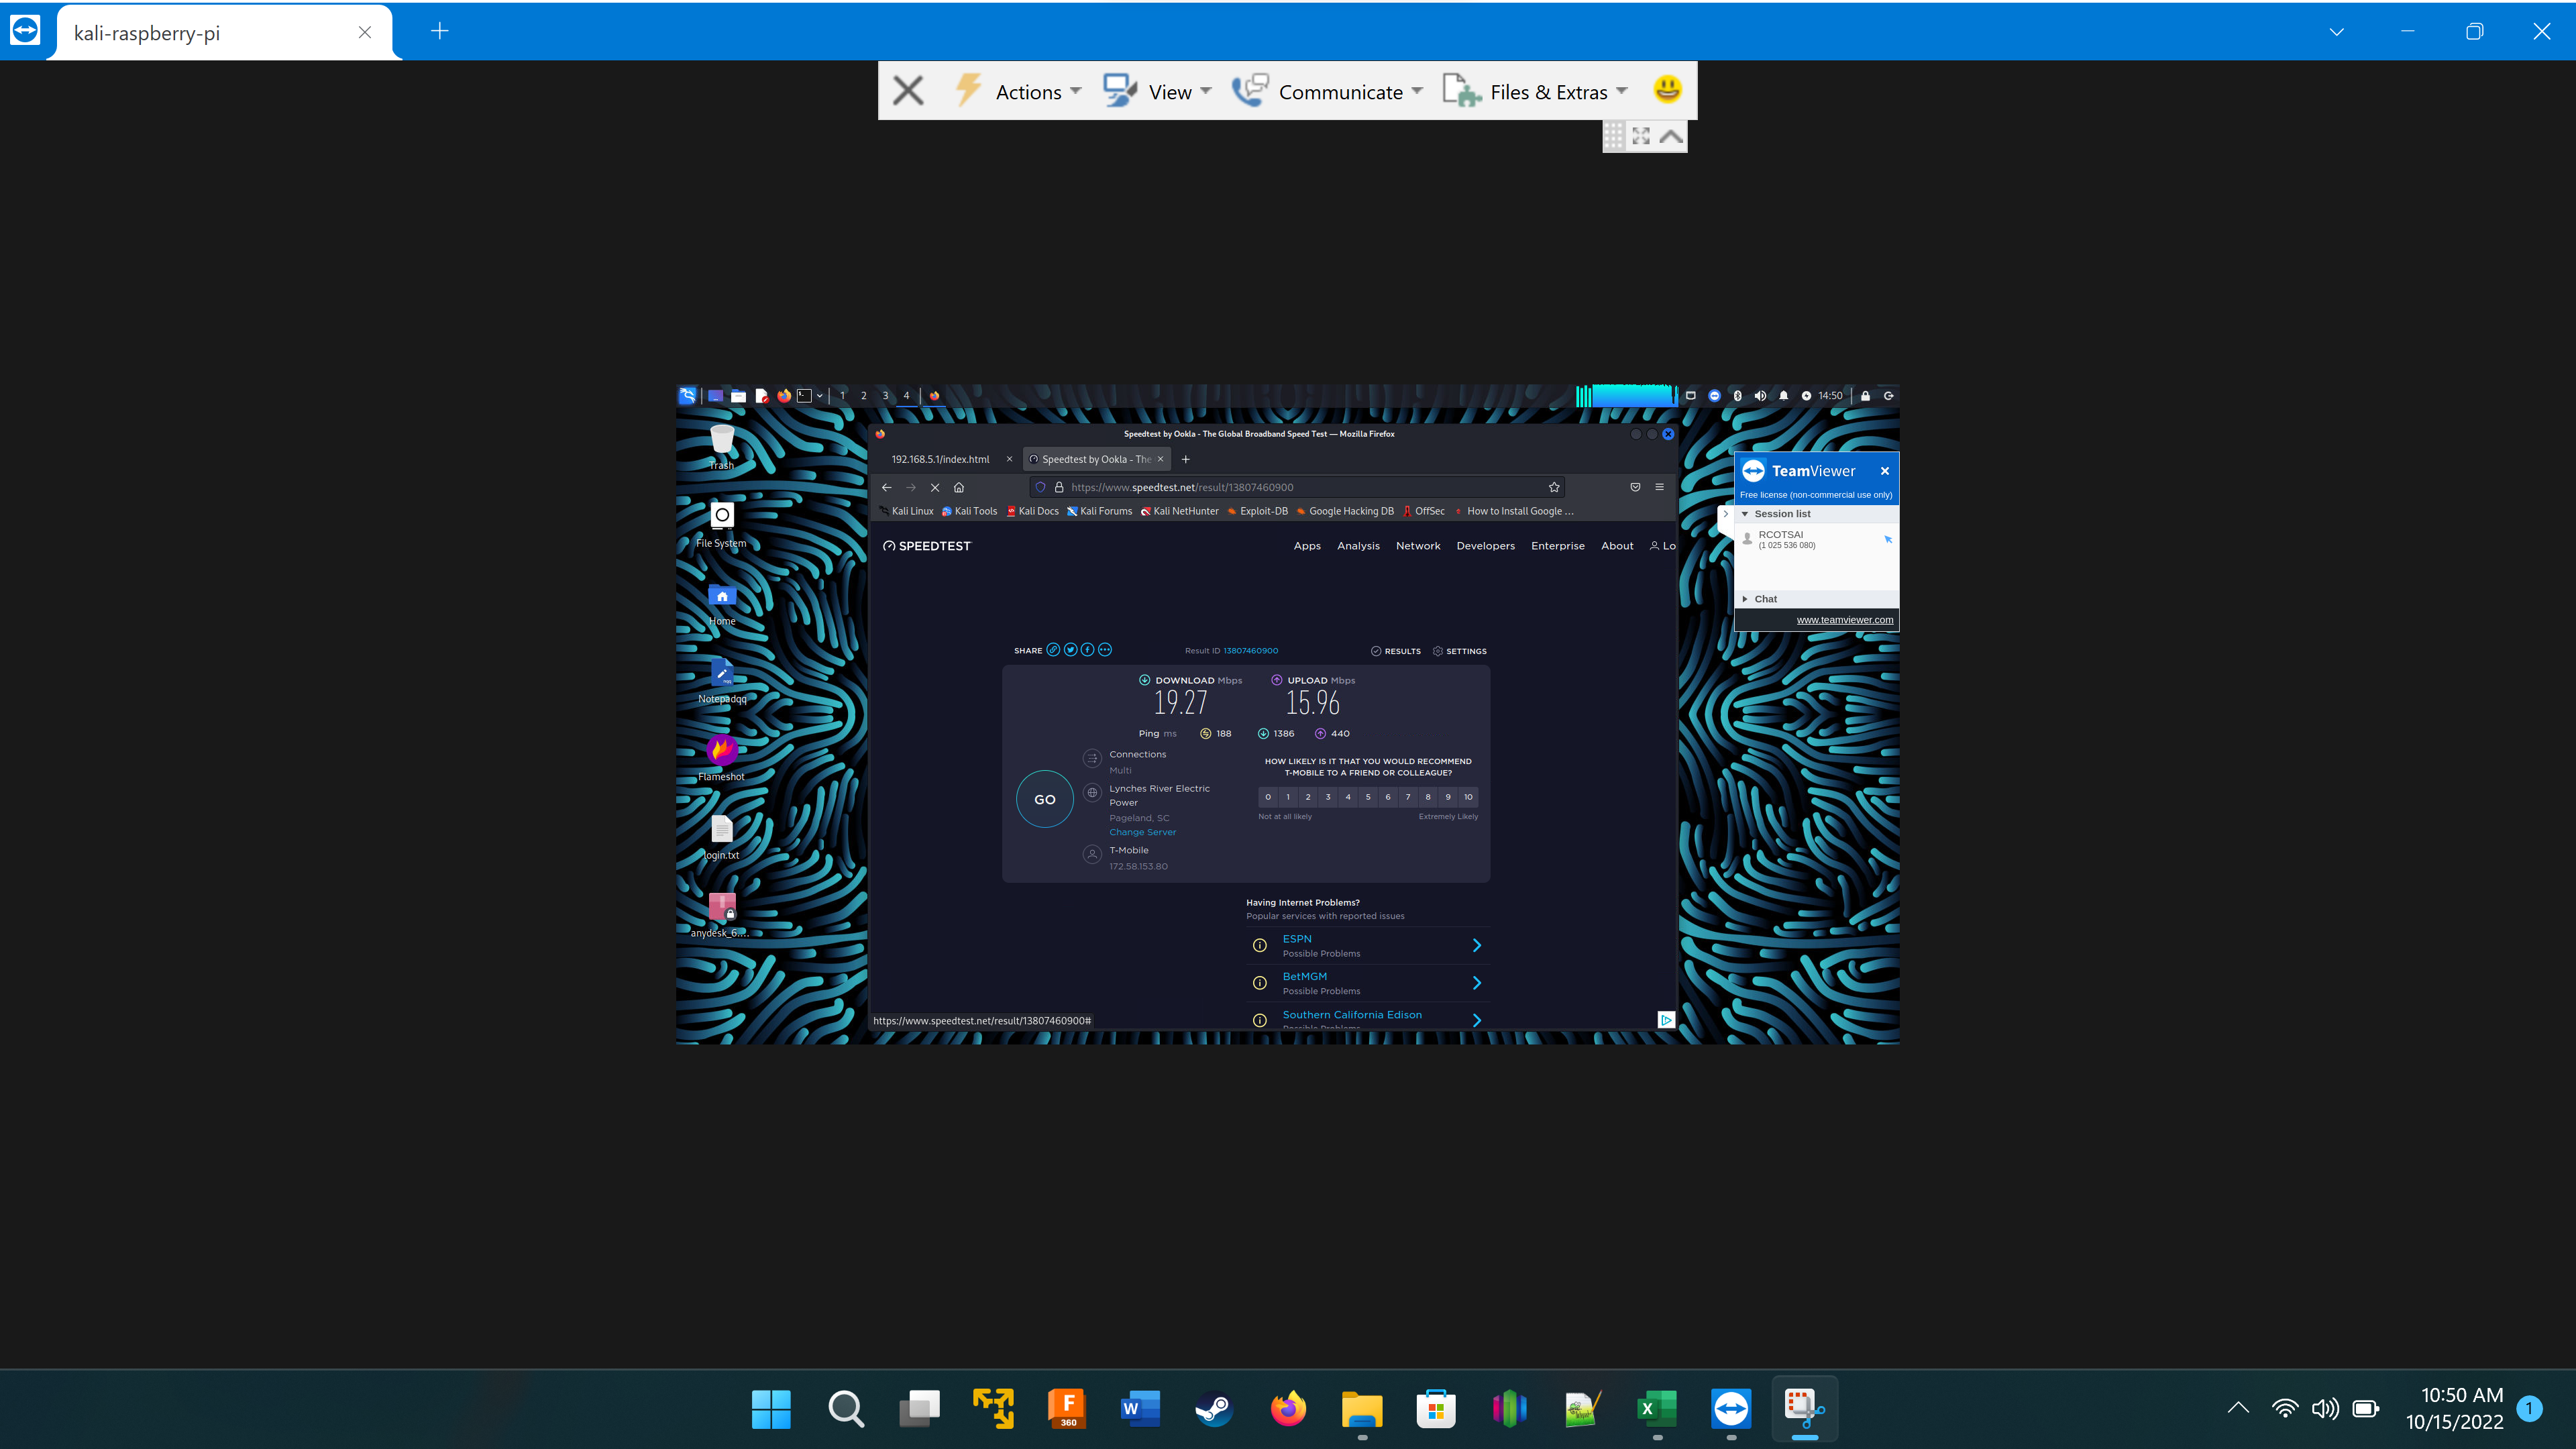 kali-raspberry-pi
Actions View Communicate Files & Extras
1 2 3 4 14:50
Trash
File System
Home
Notepadqq
Flameshot
login.txt
anydesk_6....
Speedtest by Ookla - The Global Broadband Speed Test — Mozilla Firefox
192.168.5.1/index.html Speedtest by Ookla - The
https://www.speedtest.net/result/13807460900
Kali Linux Kali Tools Kali Docs Kali Forums Kali NetHunter Exploit-DB Google Hacking DB OffSec How to Install Google ...
SPEEDTEST Apps Analysis Network Developers Enterprise About Lo
SHARE Result ID 13807460900 RESULTS SETTINGS
DOWNLOAD Mbps UPLOAD Mbps
19.27 15.96
Ping ms 188 1386 440
GO
Connections
Multi
Lynches River Electric
Power
Pageland, SC
Change Server
T-Mobile
172.58.153.80
HOW LIKELY IS IT THAT YOU WOULD RECOMMEND
T-MOBILE TO A FRIEND OR COLLEAGUE?
0 1 2 3 4 5 6 7 8 9 10
Not at all likely Extremely Likely
Having Internet Problems?
Popular services with reported issues
ESPN
Possible Problems
BetMGM
Possible Problems
Southern California Edison
Possible Problems
https://www.speedtest.net/result/13807460900#
TeamViewer
Free license (non-commercial use only)
Session list
RCOTSAI
(1 025 536 080)
Chat
www.teamviewer.com
F
360
W
X
10:50 AM
10/15/2022
1